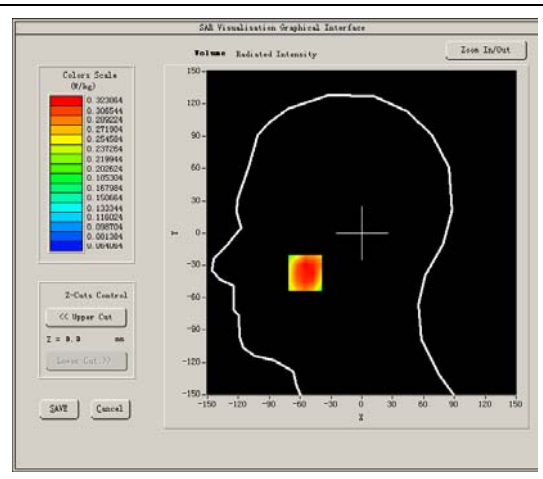 SAR Visualisation Graphical Interface
Volume Radiated Intensity
Zoom In/Out
Colors Scale
(W/kg)
0.323864
0.306544
0.289224
0.271904
0.254584
0.237264
0.219944
0.202624
0.185304
0.167984
0.150664
0.133344
0.116024
0.098704
0.081384
0.064064
150
90
60
30
0
-30
-60
-90
-120
-150
Y
-150 -120 -90 -60 -30 0 30 60 90 120 150
X
Z-Cuts Control
<< Upper Cut
Z = 0.0 mm
Lower Cut >>
SAVE
Cancel